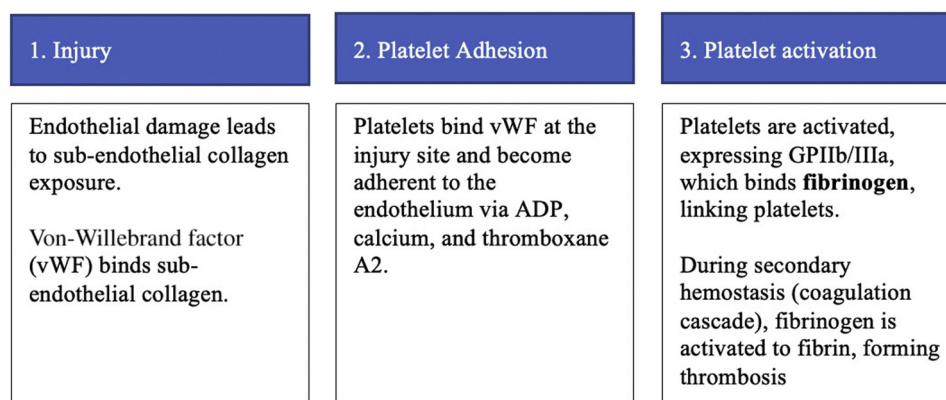 1. Injury
Endothelial damage leads
to sub-endothelial collagen
exposure.
Von-Willebrand factor
(vWF) binds sub-
endothelial collagen.
2. Platelet Adhesion
Platelets bind vWF at the
injury site and become
adherent to the
endothelium via ADP,
calcium, and thromboxane
A2.
3. Platelet activation
Platelets are activated,
expressing GPIIb/IIIa,
which binds fibrinogen,
linking platelets.
During secondary
hemostasis (coagulation
cascade), fibrinogen is
activated to fibrin, forming
thrombosis